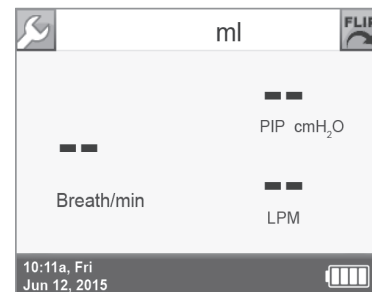 ml
FLIP
--
PIP cmH₂O
--
Breath/min
--
LPM
10:11a, Fri
Jun 12, 2015